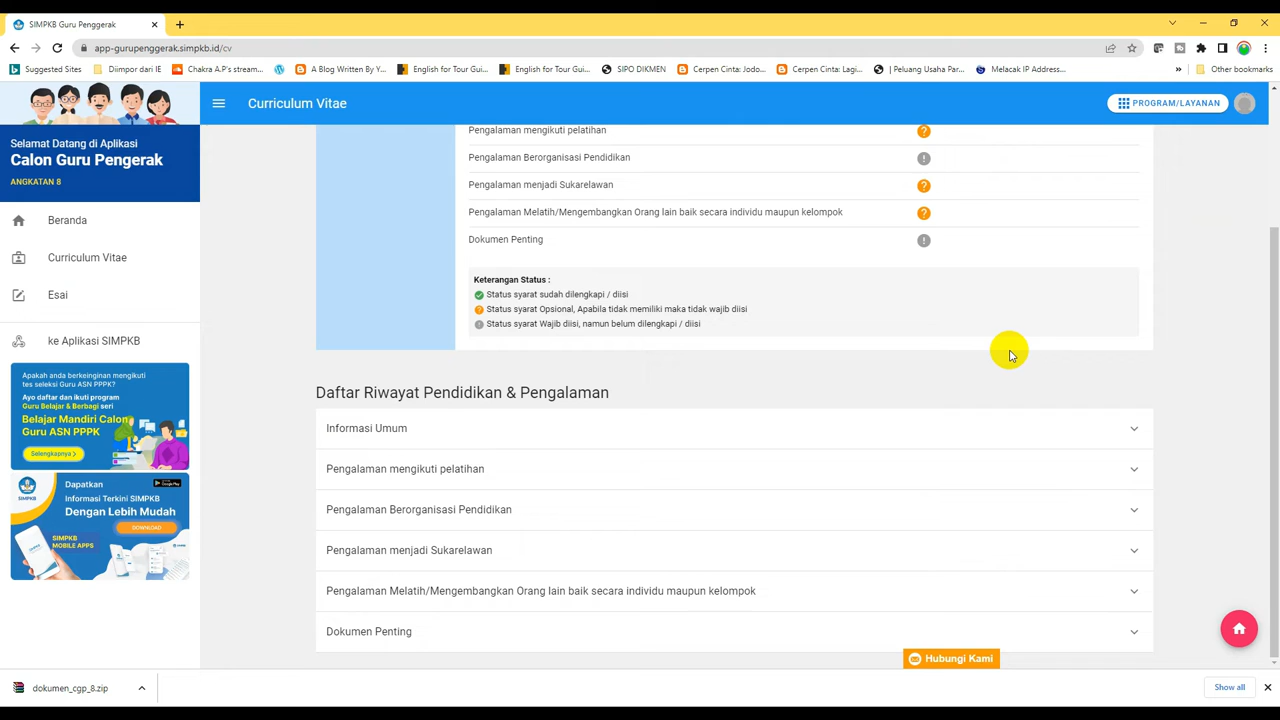 SIMPKB Guru Penggerak
app-gurupenggerak.simpkb.id/cv
Suggested Sites
Diimpor dari IE
Chakra A.P's stream...
A Blog Written By Y...
English for Tour Gui...
English for Tour Gui...
SIPO DIKMEN
Cerpen Cinta: Jodo...
Cerpen Cinta: Lagi...
| Peluang Usaha Par...
Melacak IP Address...
Other bookmarks
Selamat Datang di Aplikasi
Calon Guru Pengerak
ANGKATAN 8
Beranda
Curriculum Vitae
Esai
ke Aplikasi SIMPKB
Apakah anda berkeinginan mengikuti
tes seleksi Guru ASN PPPK?
Ayo daftar dan ikuti program
Guru Belajar & Berbagi seri
Belajar Mandiri Calon
Guru ASN PPPK
Selengkapnya
SIMPKB
Dapatkan
Informasi Terkini SIMPKB
Dengan Lebih Mudah
DOWNLOAD
SIMPKB
MOBILE APPS
Curriculum Vitae
PROGRAM/LAYANAN
Pengalaman mengikuti pelatihan
Pengalaman Berorganisasi Pendidikan
Pengalaman menjadi Sukarelawan
Pengalaman Melatih/Mengembangkan Orang lain baik secara individu maupun kelompok
Dokumen Penting
Keterangan Status :
Status syarat sudah dilengkapi / diisi
Status syarat Opsional, Apabila tidak memiliki maka tidak wajib diisi
Status syarat Wajib diisi, namun belum dilengkapi / diisi
Daftar Riwayat Pendidikan & Pengalaman
Informasi Umum
Pengalaman mengikuti pelatihan
Pengalaman Berorganisasi Pendidikan
Pengalaman menjadi Sukarelawan
Pengalaman Melatih/Mengembangkan Orang lain baik secara individu maupun kelompok
Dokumen Penting
Hubungi Kami
dokumen_cgp_8.zip
Show all